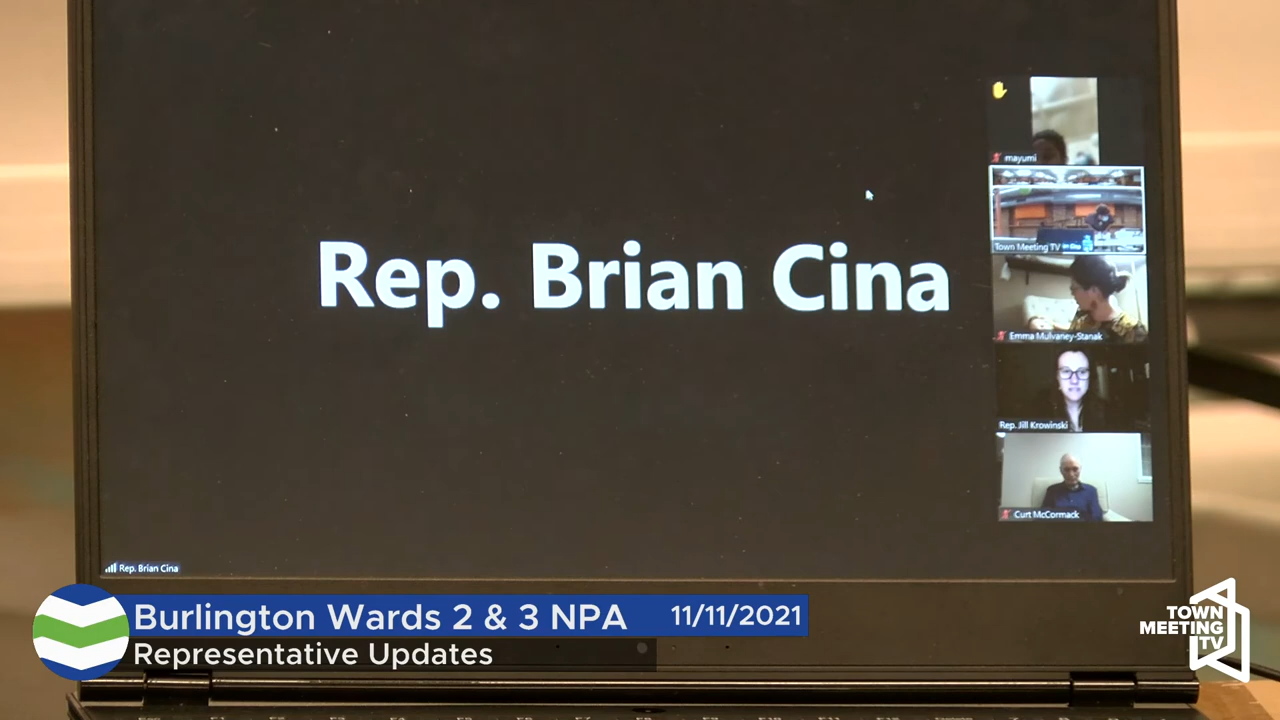 Rep. Brian Cina
mayumi
Town Meeting TV
Emma Mulvaney-Stanak
Rep. Jill Krowinski
Curt McCormack
Rep. Brian Cina
Burlington Wards 2 & 3 NPA 11/11/2021
Representative Updates
TOWN
MEETING
TV